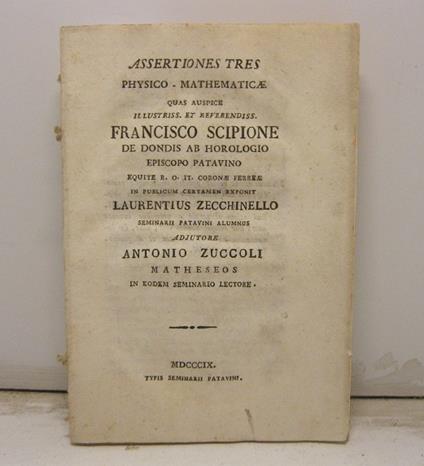 ASSERTIONES TRES
PHYSICO-MATHEMATICÆ
QUAS AUSPICE
ILLUSTRISS. ET REVERENDISS.
FRANCISCO SCIPIONE
DE DONDIS AB HOROLOGIO
EPISCOPO PATAVINO
EQUITE R. O. IT. CORONÆ FERREÆ
IN PUBLICUM CERTAMEN EXPONIT
LAURENTIUS ZECCHINELLO
SEMINARII PATAVINI ALUMNUS
ADJUTORE
ANTONIO ZUCCOLI
MATHESEOS
IN EODEM SEMINARIO LECTORE.
MDCCCIX.
TYPIS SEMINARII PATAVINI.